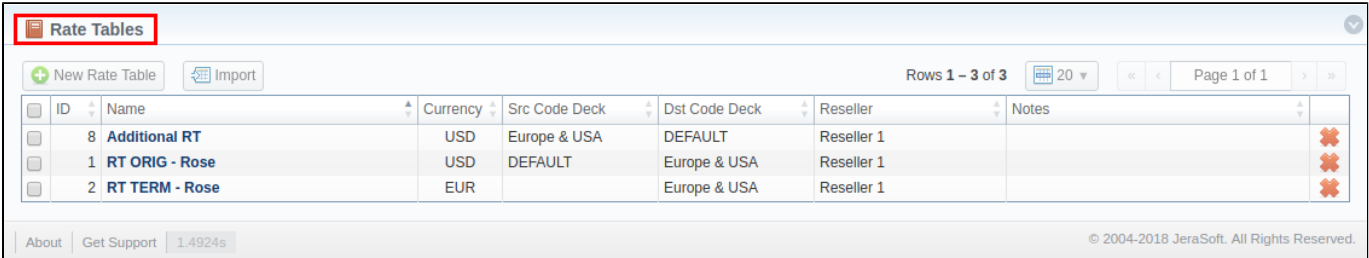 Rate Tables
New Rate Table Import Rows 1 – 3 of 3 20 « ‹ Page 1 of 1 › »
ID Name Currency Src Code Deck Dst Code Deck Reseller Notes
8 Additional RT USD Europe & USA DEFAULT Reseller 1
1 RT ORIG - Rose USD DEFAULT Europe & USA Reseller 1
2 RT TERM - Rose EUR Europe & USA Reseller 1
About Get Support 1.4924s © 2004-2018 JeraSoft. All Rights Reserved.